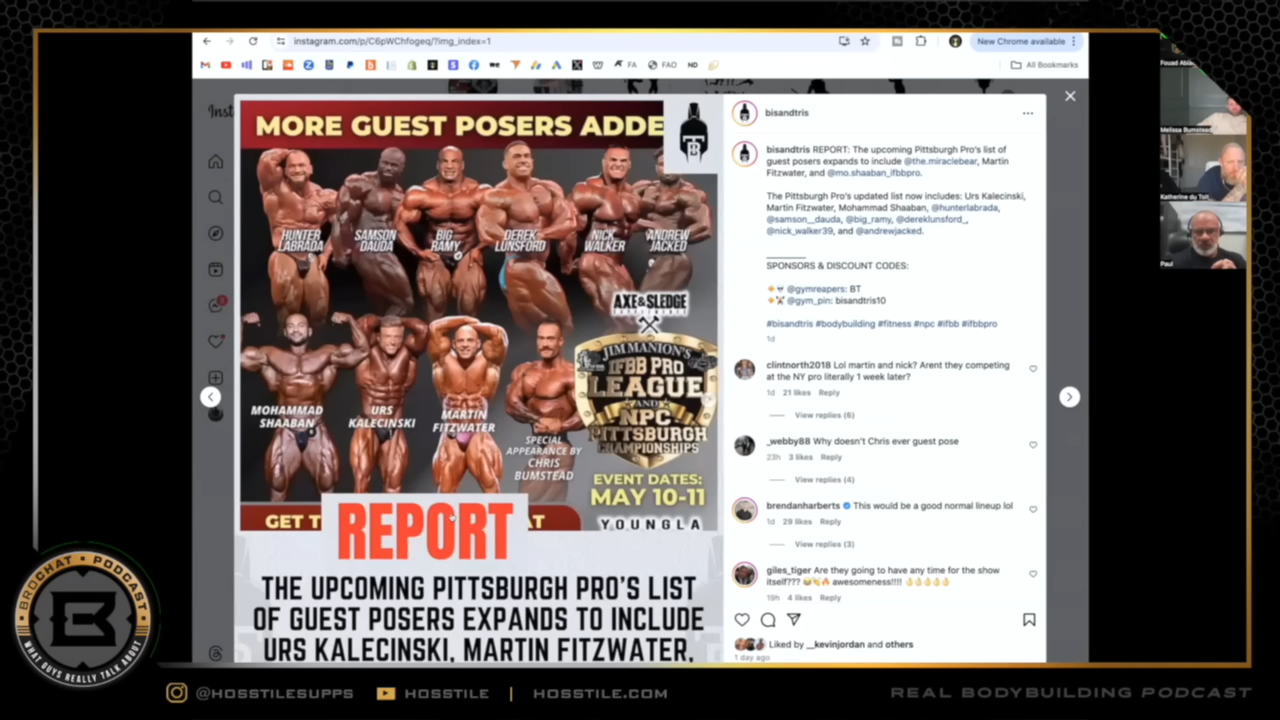 instagram.com/p/C6pWChfogeq/?img_index=1
New Chrome available
FA
FAO
ND
All Bookmarks
Inst
MORE GUEST POSERS ADDE
HUNTER LABRADA
SAMSON DAUDA
BIG RAMY
DEREK LUNSFORD
NICK WALKER
ANDREW JACKED
AXE & SLEDGE
JIM MANION'S
IFBB PRO
LEAGUE
AND
NPC
PITTSBURGH
CHAMPIONSHIPS
MOHAMMAD SHAABAN
URS KALECINSKI
MARTIN FITZWATER
SPECIAL
APPEARANCE BY
CHRIS
BUMSTEAD
EVENT DATES:
MAY 10-11
GET T
AT
YOUNGLA
REPORT
THE UPCOMING PITTSBURGH PRO'S LIST
OF GUEST POSERS EXPANDS TO INCLUDE
URS KALECINSKI, MARTIN FITZWATER,
bisandtris
bisandtris REPORT: The upcoming Pittsburgh Pro's list of
guest posers expands to include @the.miraclebear, Martin
Fitzwater, and @mo.shaaban_ifbbpro.
The Pittsburgh Pro's updated list now includes: Urs Kalecinski,
Martin Fitzwater, Mohammad Shaaban, @hunterlabrada,
@samson__dauda, @big_ramy, @dereklunsford_,
@nick_walker39, and @andrewjacked.
SPONSORS & DISCOUNT CODES:
@gymreapers: BT
@gym_pin: bisandtris10
#bisandtris #bodybuilding #fitness #npc #ifbb #ifbbpro
1d
clintnorth2018 Lol martin and nick? Arent they competing
at the NY pro literally 1 week later?
1d 21 likes Reply
View replies (6)
_webby88 Why doesn't Chris ever guest pose
23h 3 likes Reply
View replies (4)
brendanharberts This would be a good normal lineup lol
1d 29 likes Reply
View replies (3)
giles_tiger Are they going to have any time for the show
itself??? awesomeness!!!!
19h 4 likes Reply
Liked by __kevinjordan and others
1 day ago
Fouad Abia
Melissa Bumstead
Katherine du Toit
Paul
BROCHAT PODCAST
WHAT GUYS REALLY TALK ABOUT
@HOSSTILESUPPS
HOSSTILE
|
HOSSTILE.COM
REAL BODYBUILDING PODCAST